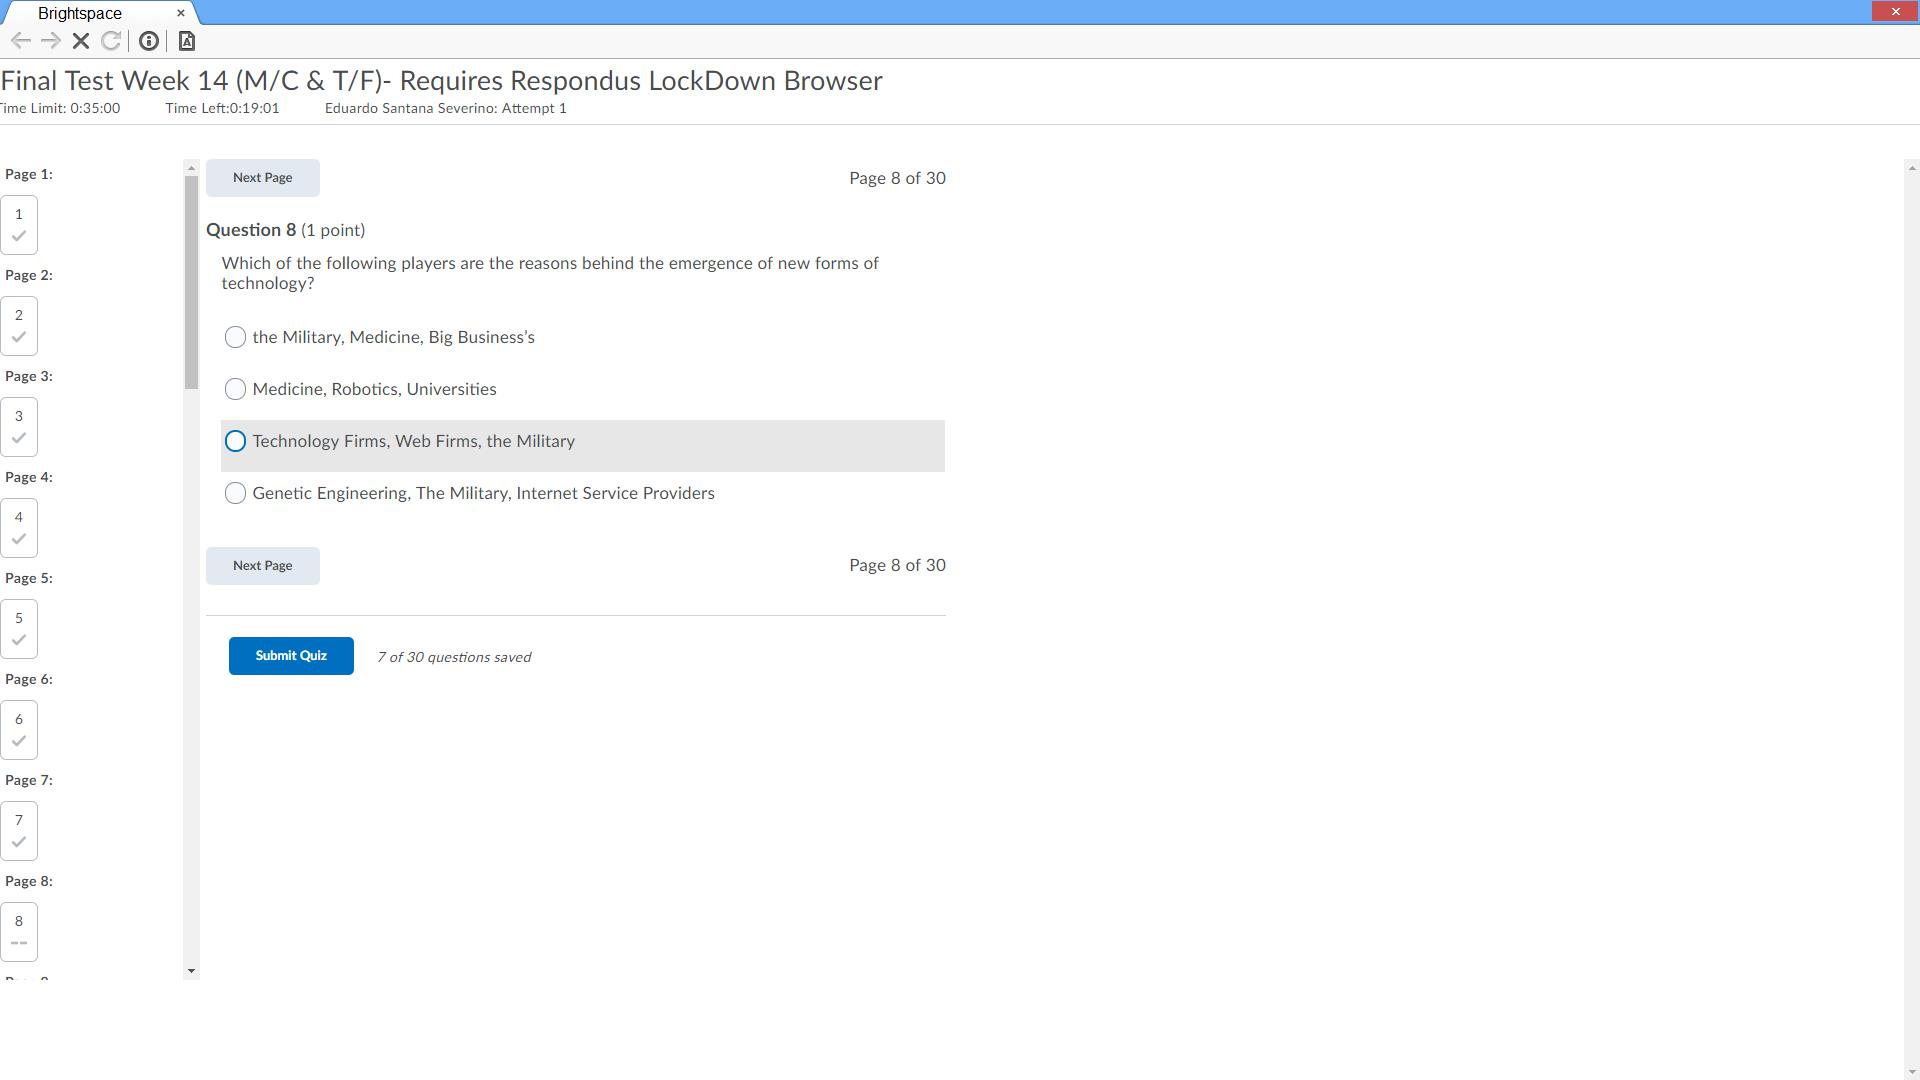 Brightspace
Final Test Week 14 (M/C & T/F)- Requires Respondus LockDown Browser
Time Limit: 0:35:00 Time Left:0:19:01 Eduardo Santana Severino: Attempt 1
Page 1:
1
Page 2:
2
Page 3:
3
Page 4:
4
Page 5:
5
Page 6:
6
Page 7:
7
Page 8:
8
Next Page
Page 8 of 30
Question 8 (1 point)
Which of the following players are the reasons behind the emergence of new forms of
technology?
the Military, Medicine, Big Business’s
Medicine, Robotics, Universities
Technology Firms, Web Firms, the Military
Genetic Engineering, The Military, Internet Service Providers
Next Page
Page 8 of 30
Submit Quiz
7 of 30 questions saved